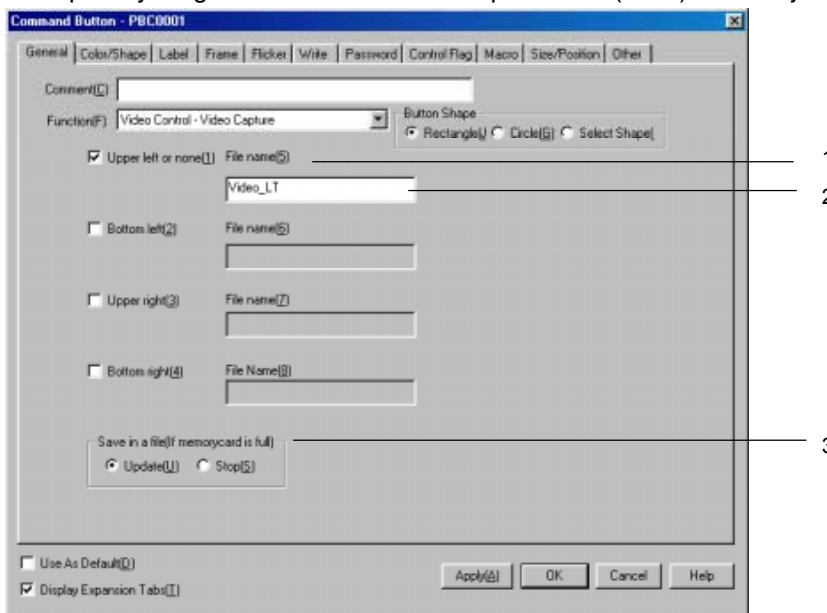 Command Button - PBC0001
General Color/Shape Label Frame Flicker Write Password Control Flag Macro Size/Position Other
Comment(C)
Function(F) Video Control - Video Capture
Button Shape
Rectangle( Circle(G) Select Shape(
Upper left or none(1) File name(5)
1
Video_LT
2
Bottom left(2) File name(6)
Upper right(3) File name(7)
Bottom right(4) File Name(8)
Save in a file(If memorycard is full)
3
Update(U) Stop(S)
Use As Default(D)
Display Expansion Tabs(T)
Apply(A) OK Cancel Help